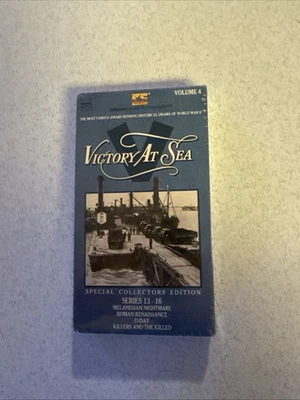 VOLUME 4
THE MOST FAMOUS AWARD WINNING HISTORICAL DRAMA OF WORLD WAR II
VICTORY AT SEA
SPECIAL COLLECTORS EDITION
SERIES 13 - 16
MELANESIAN NIGHTMARE
ROMAN RENAISSANCE
D-DAY
KILLERS AND THE KILLED